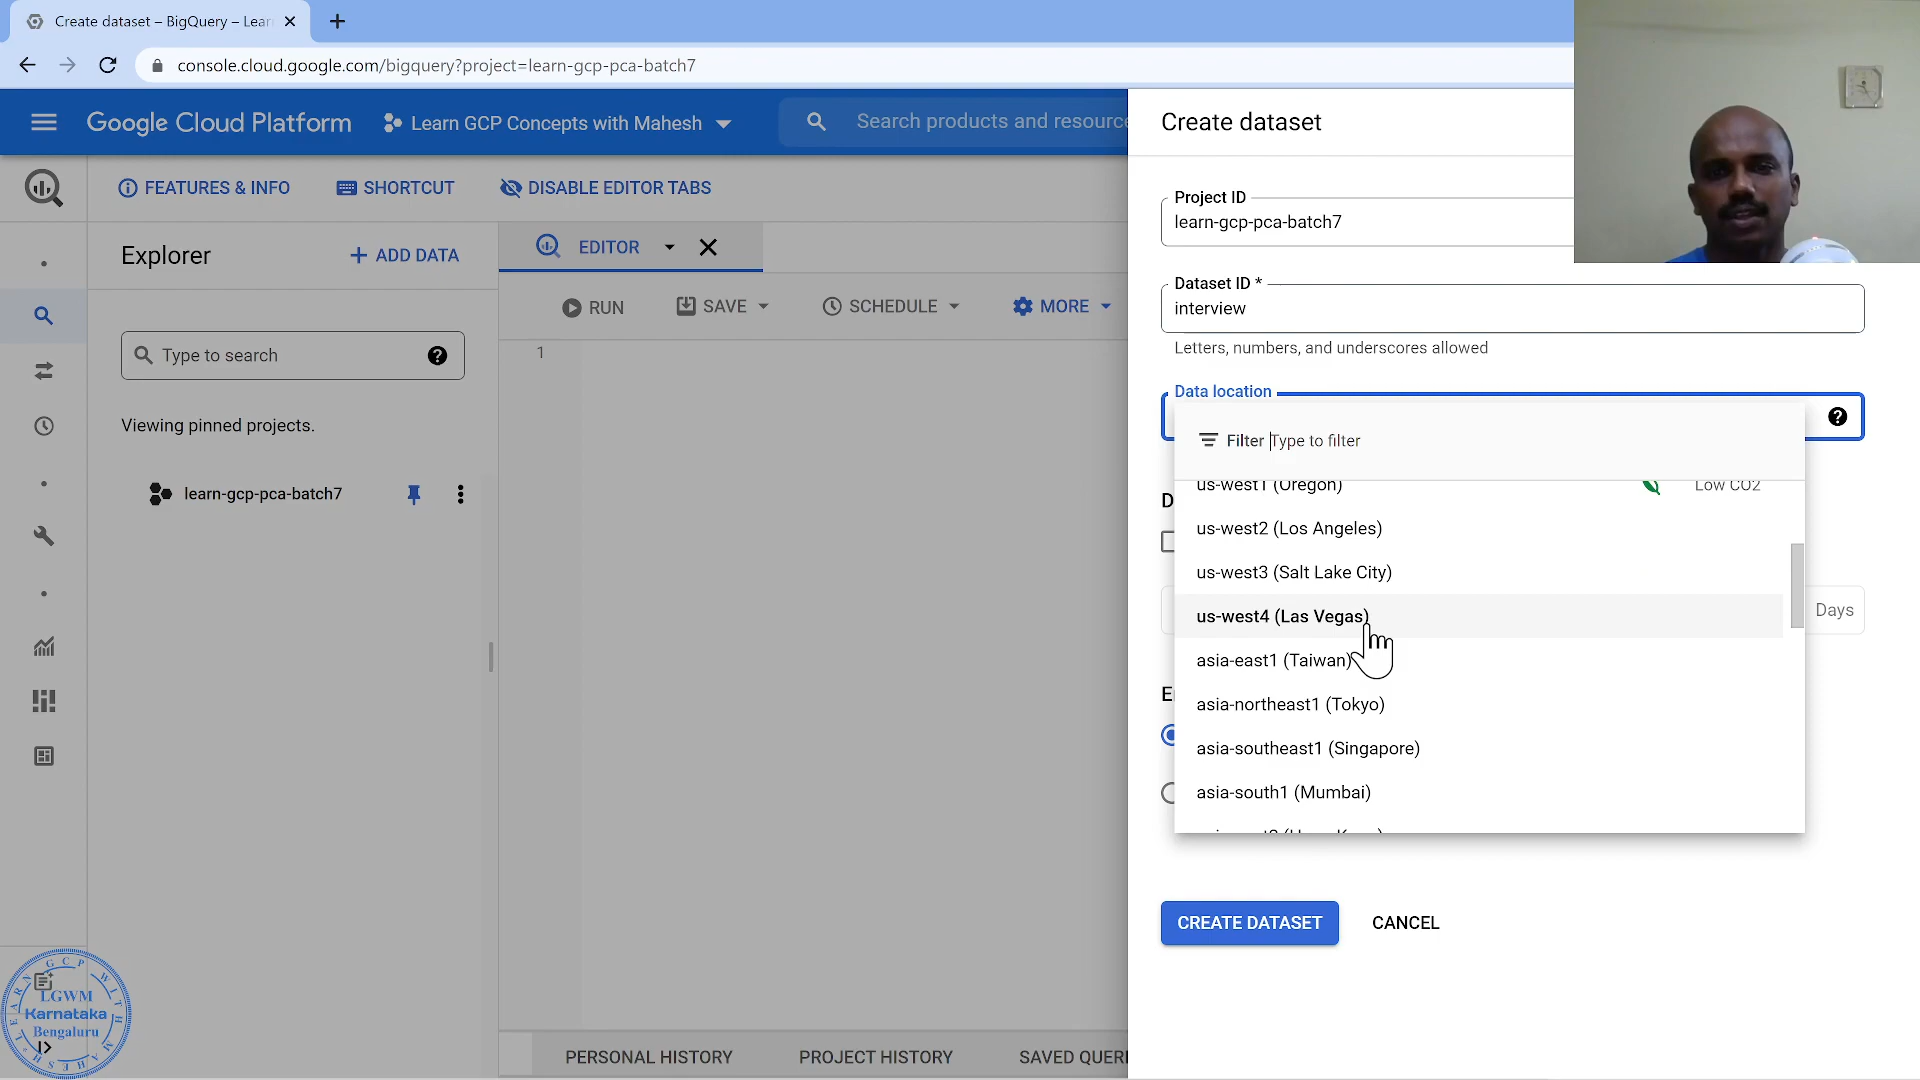 Create dataset – BigQuery – Lear
console.cloud.google.com/bigquery?project=learn-gcp-pca-batch7
Google Cloud Platform
Learn GCP Concepts with Mahesh
Search products and resource
Create dataset
FEATURES & INFO
SHORTCUT
DISABLE EDITOR TABS
Project ID
learn-gcp-pca-batch7
Explorer
ADD DATA
EDITOR
Dataset ID *
interview
Letters, numbers, and underscores allowed
RUN
SAVE
SCHEDULE
MORE
Type to search
1
Viewing pinned projects.
learn-gcp-pca-batch7
Data location
Filter Type to filter
us-west1 (Oregon)
Low CO2
us-west2 (Los Angeles)
us-west3 (Salt Lake City)
us-west4 (Las Vegas)
asia-east1 (Taiwan)
asia-northeast1 (Tokyo)
asia-southeast1 (Singapore)
asia-south1 (Mumbai)
D
Days
E
CREATE DATASET
CANCEL
PERSONAL HISTORY
PROJECT HISTORY
SAVED QUERI
LEARN GCP WITH MAHESH
LGWM
Karnataka
Bengaluru